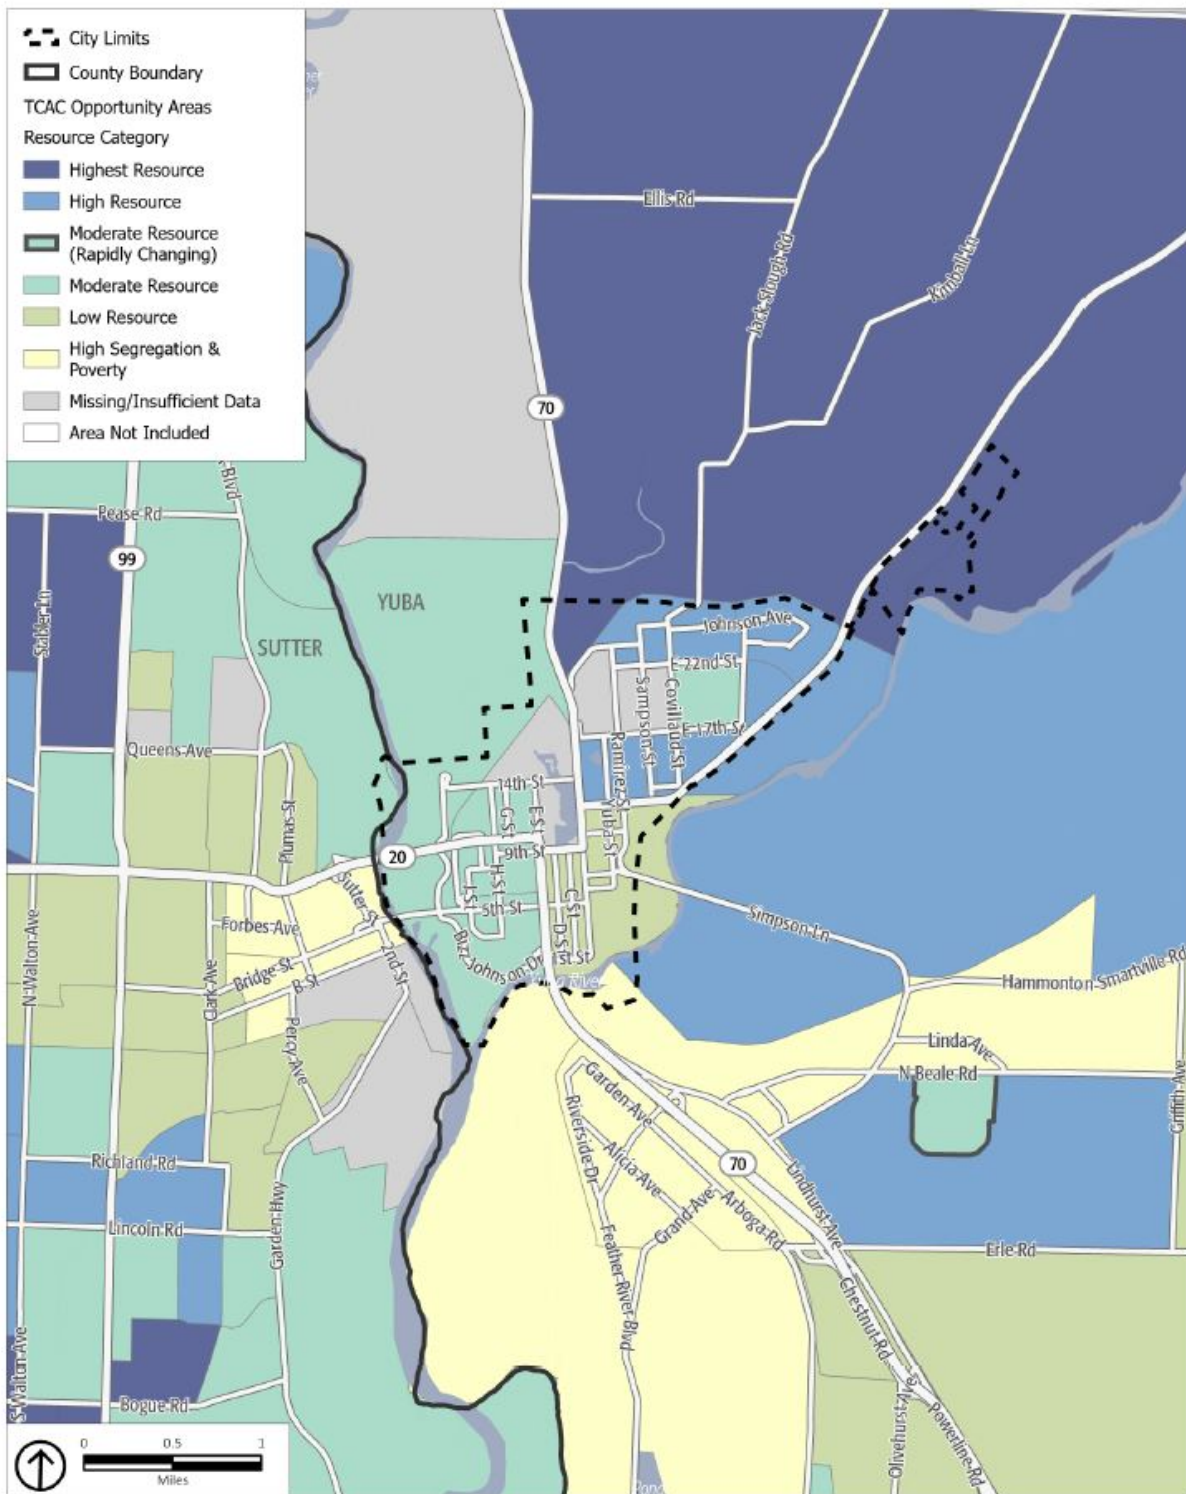 City Limits
County Boundary
TCAC Opportunity Areas
Resource Category
Highest Resource
High Resource
Moderate Resource
(Rapidly Changing)
Moderate Resource
Low Resource
High Segregation &
Poverty
Missing/Insufficient Data
Area Not Included
Ellis Rd
Jack Slough Rd
Kimball Ln
70
Pease Rd
99
Stabler Ln
YUBA
SUTTER
Johnson Ave
E 22nd St
Sampson St
Covillaud St
E 17th St
Ramirez St
Yuba St
Queens Ave
Plumas St
14th St
G St
E St
9th St
H St
J St
5th St
C St
D St
1st St
Bizz Johnson Dr
20
Sutter St
2nd St
Forbes Ave
Bridge St
B St
Clark Ave
Percy Ave
N Walton Ave
Simpson Ln
Hammonton Smartville Rd
Linda Ave
N Beale Rd
Griffith Ave
Garden Ave
Riverside Dr
Alicia Ave
Grand Ave
Arboga Rd
70
Lindhurst Ave
Feather River Blvd
Erle Rd
Chestnut Rd
Olivehurst Ave
Powerline Rd
Richland Rd
Lincoln Rd
Garden Hwy
S Walton Ave
Bogue Rd
0 0.5 1
Miles